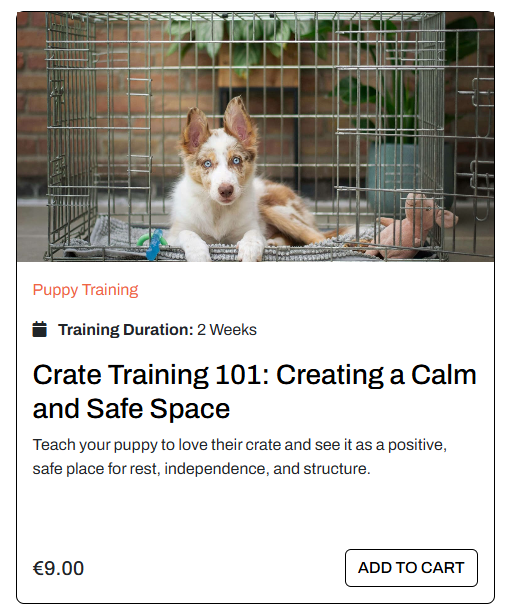 Puppy Training
Training Duration: 2 Weeks
Crate Training 101: Creating a Calm
and Safe Space
Teach your puppy to love their crate and see it as a positive,
safe place for rest, independence, and structure.
€9.00
ADD TO CART